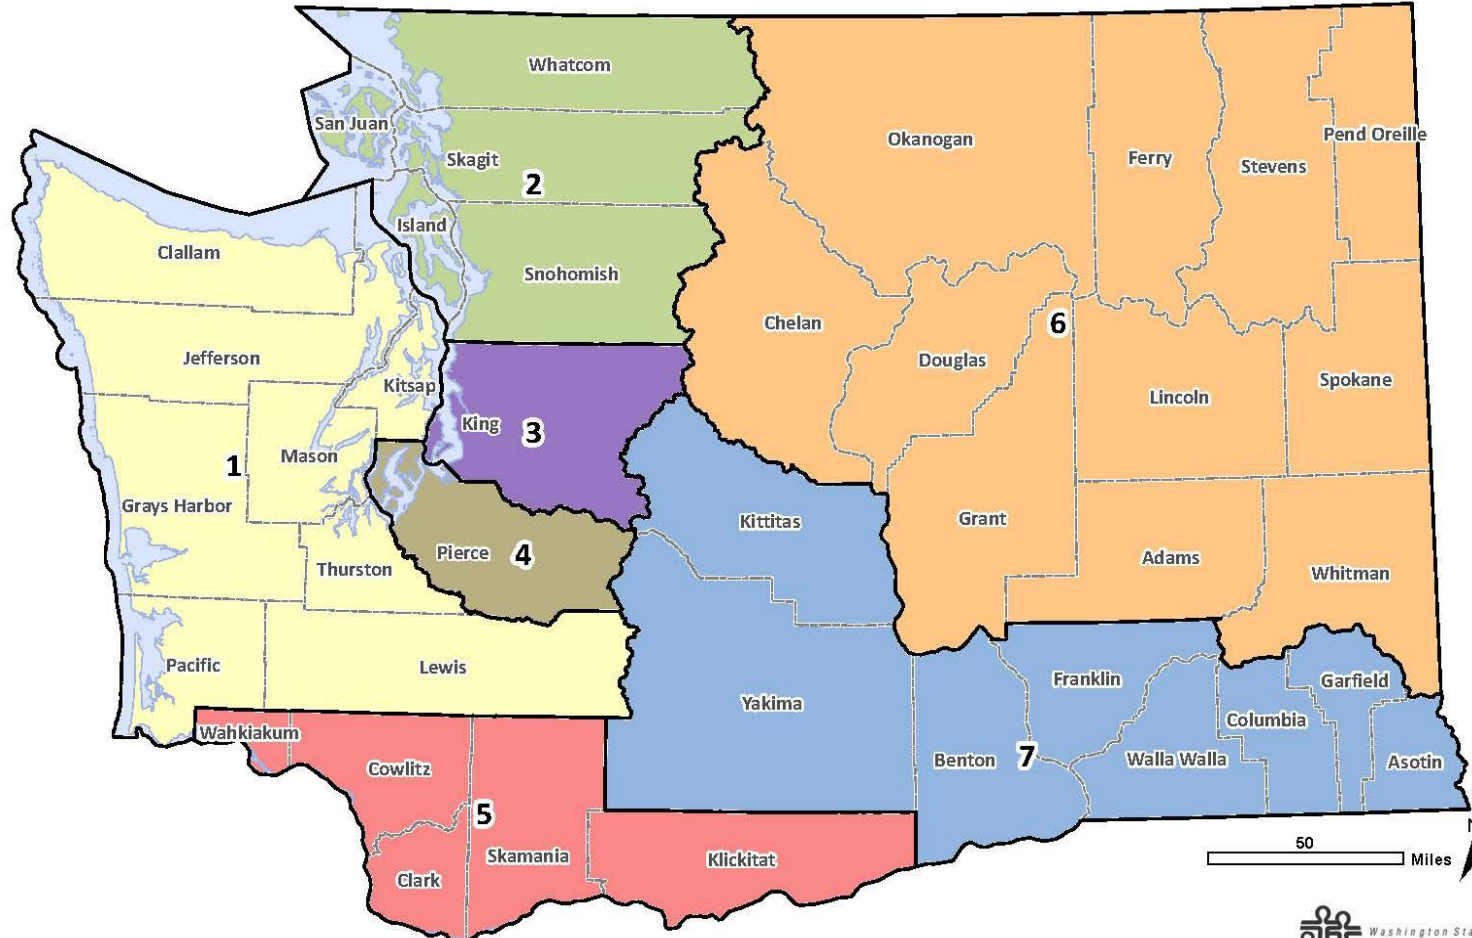 Whatcom
San Juan
Skagit
2
Island
Snohomish
Okanogan
Ferry
Stevens
Pend Oreille
Clallam
Jefferson
Kitsap
King
3
Chelan
Douglas
6
Lincoln
Spokane
1
Mason
Grays Harbor
Thurston
Pierce
4
Kittitas
Grant
Adams
Whitman
Pacific
Lewis
Yakima
Franklin
Garfield
Columbia
Wahkiakum
Cowlitz
5
Skamania
Clark
Klickitat
Benton
7
Walla Walla
Asotin
50
Miles
Washington Sta